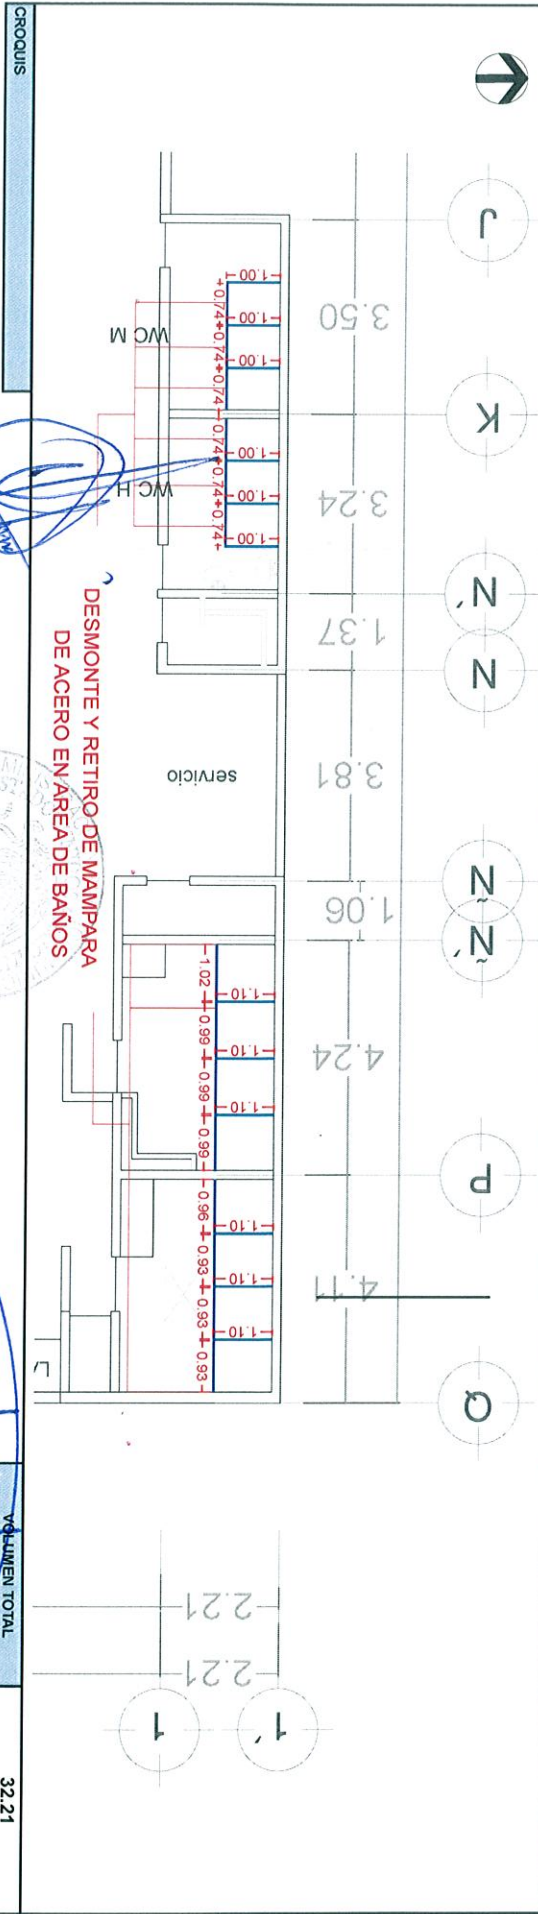 CROQUIS
J
K
N´
N
Ñ
Ñ´
P
Q
3.50
3.24
1.37
3.81
1.06
4.24
4.11
1.00
1.00
1.00
1.00
1.00
1.00
0.74
0.74
0.74
0.74
0.74
0.74
WC M
WC H
servicio
1.10
1.10
1.10
1.10
1.10
1.10
1.02
0.99
0.99
0.99
0.96
0.93
0.93
0.93
DESMONTE Y RETIRO DE MAMPARA
DE ACERO EN AREA DE BAÑOS
2.21
2.21
1´
1
VOLUMEN TOTAL
32.21